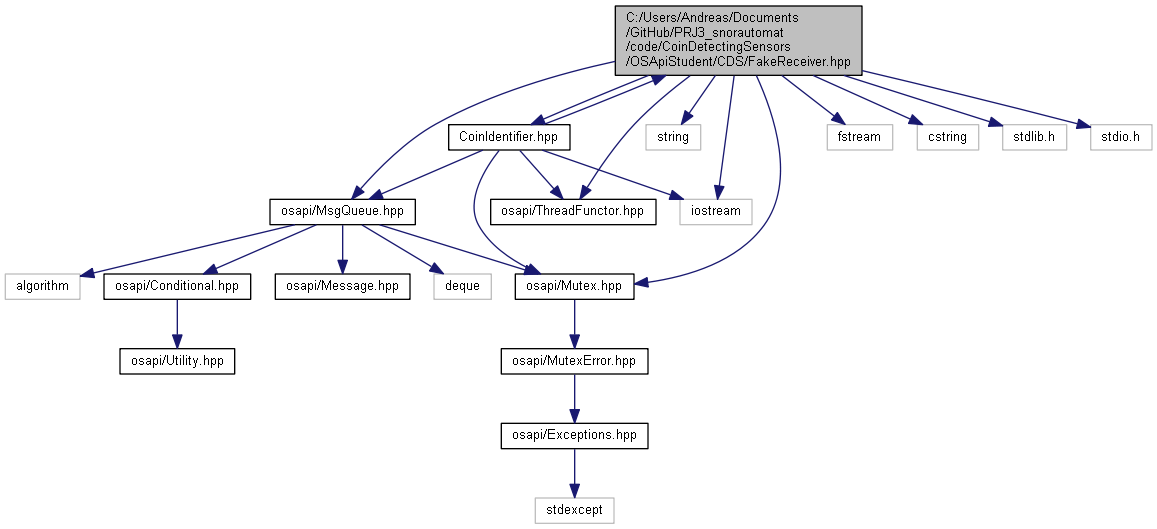 C:/Users/Andreas/Documents
/GitHub/PRJ3_snorautomat
/code/CoinDetectingSensors
/OSApiStudent/CDS/FakeReceiver.hpp
CoinIdentifier.hpp
string
fstream
cstring
stdlib.h
stdio.h
osapi/MsgQueue.hpp
osapi/ThreadFunctor.hpp
iostream
algorithm
osapi/Conditional.hpp
osapi/Message.hpp
deque
osapi/Mutex.hpp
osapi/Utility.hpp
osapi/MutexError.hpp
osapi/Exceptions.hpp
stdexcept